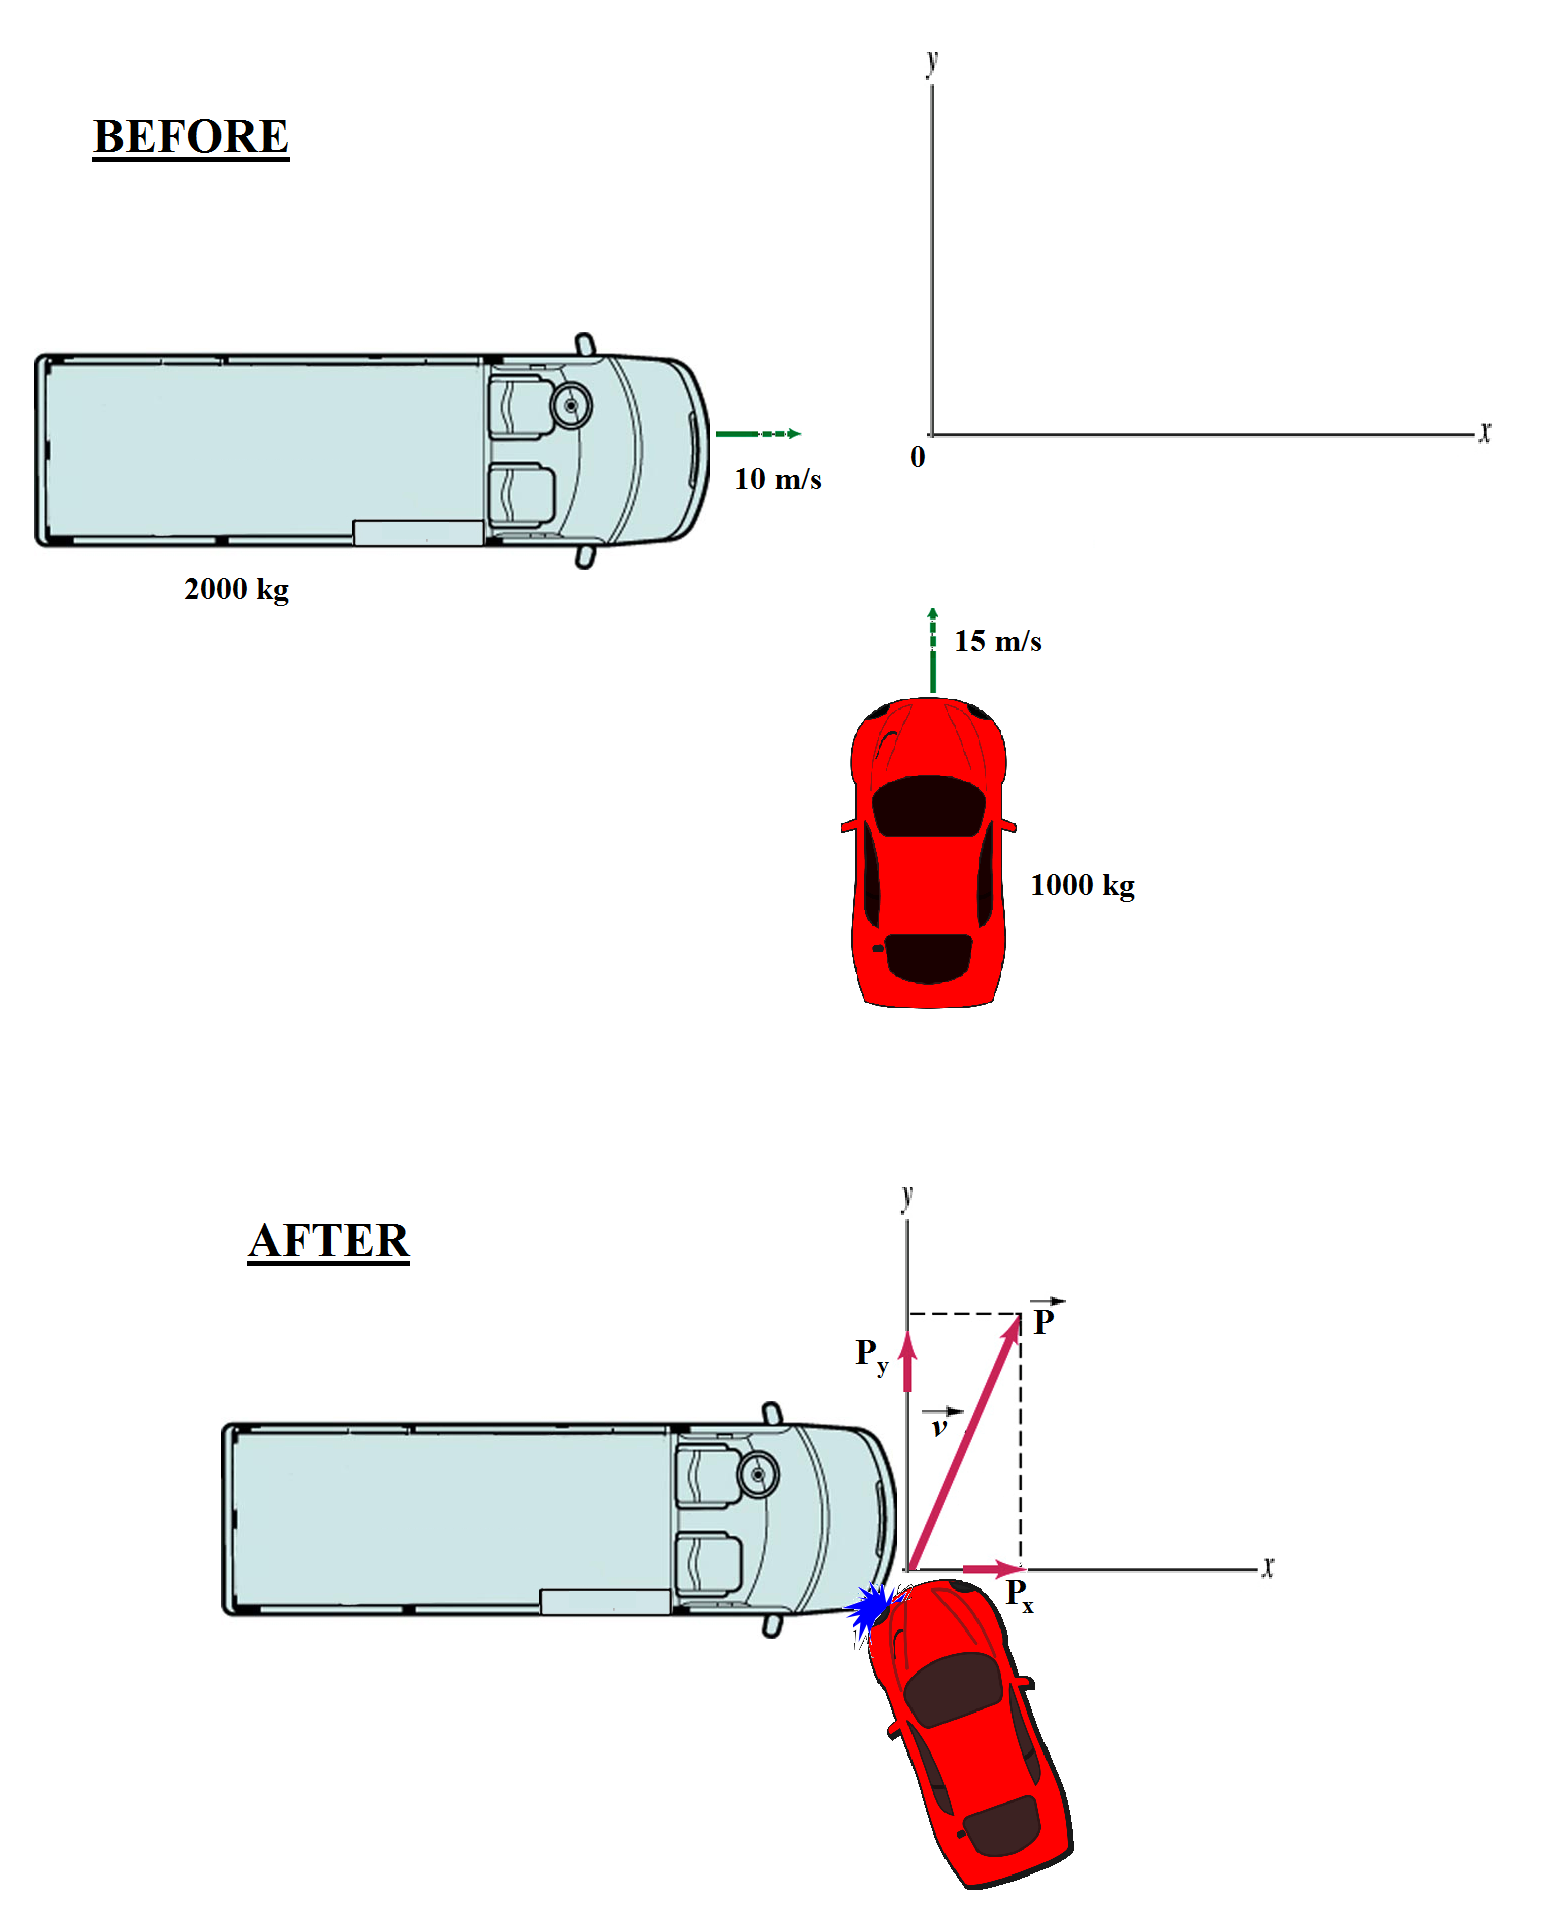 y
BEFORE
x
0
10 m/s
2000 kg
15 m/s
1000 kg
y
AFTER
P
Py
v
x
Px